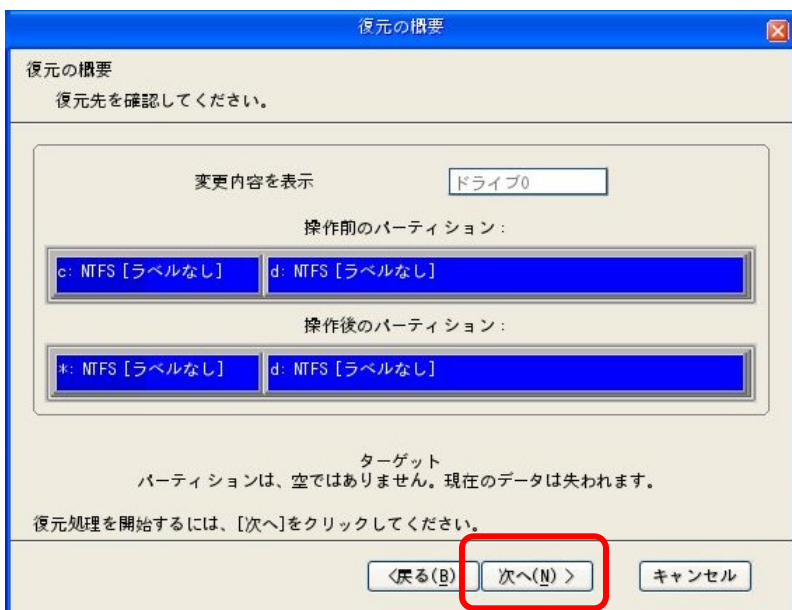 復元の概要
復元の概要
復元先を確認してください。
変更内容を表示 ドライブ0
操作前のパーティション:
c: NTFS [ラベルなし] d: NTFS [ラベルなし]
操作後のパーティション:
*: NTFS [ラベルなし] d: NTFS [ラベルなし]
ターゲット
パーティションは、空ではありません。現在のデータは失われます。
復元処理を開始するには、[次へ]をクリックしてください。
<戻る(B) 次へ(N) > キャンセル